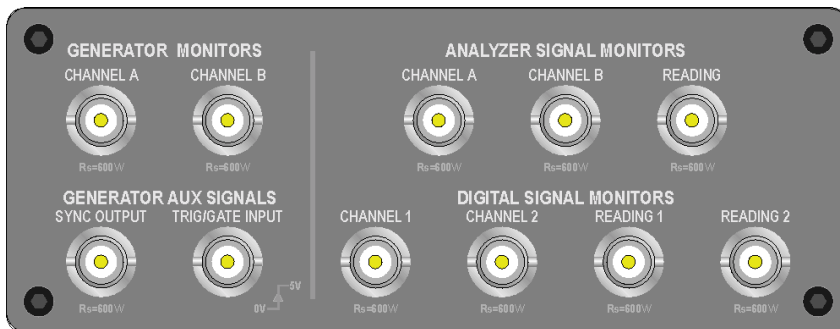 GENERATOR MONITORS
CHANNEL A CHANNEL B
Rs=600W Rs=600W
GENERATOR AUX SIGNALS
SYNC OUTPUT TRIG/GATE INPUT
Rs=600W Rs=600W
0V 5V
ANALYZER SIGNAL MONITORS
CHANNEL A CHANNEL B READING
Rs=600W Rs=600W Rs=600W
DIGITAL SIGNAL MONITORS
CHANNEL 1 CHANNEL 2 READING 1 READING 2
Rs=600W Rs=600W Rs=600W Rs=600W